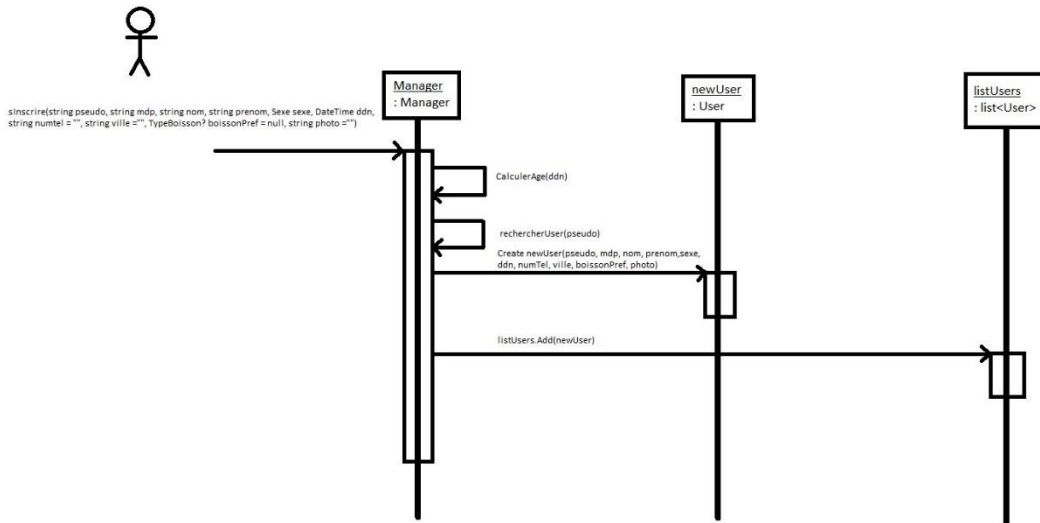 Manager
: Manager
newUser
: User
listUsers
: list<User>
sInscrire(string pseudo, string mdp, string nom, string prenom, Sexe sexe, DateTime ddn,
string numtel = "", string ville ="", TypeBoisson? boissonPref = null, string photo ="")
CalculerAge(ddn)
rechercherUser(pseudo)
Create newUser(pseudo, mdp, nom, prenom,sexe,
ddn, numTel, ville, boissonPref, photo)
listUsers.Add(newUser)